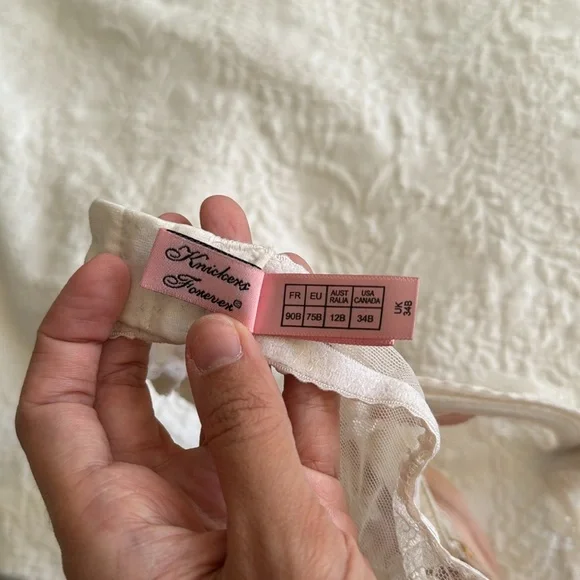 Knickers
Forever®
FR EU AUST RALIA USA CANADA
90B 75B 12B 34B
UK 34B